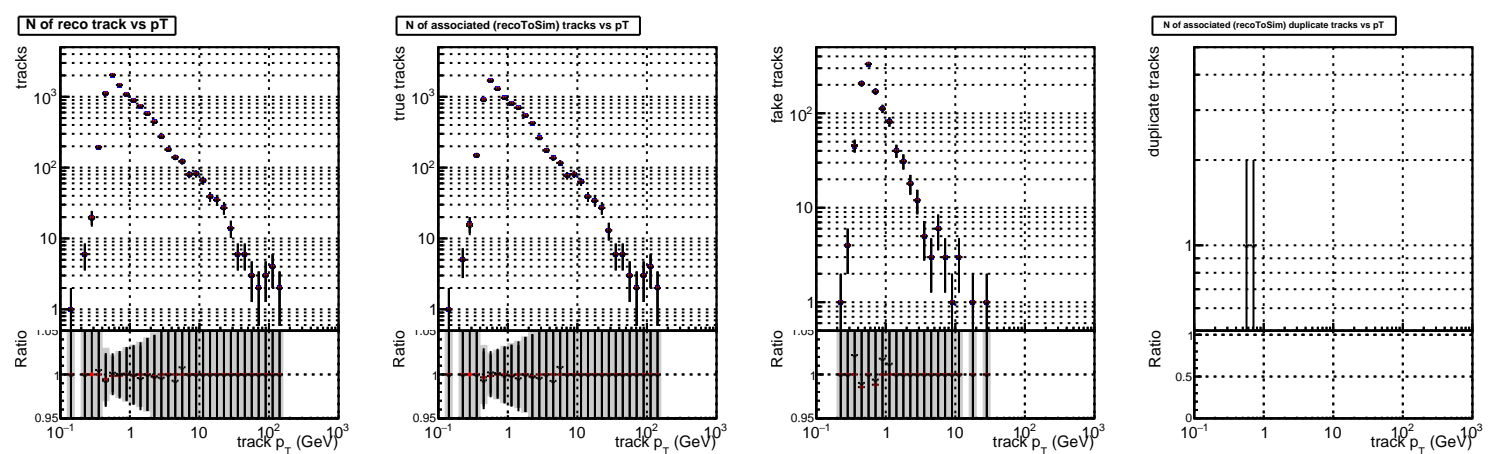 N of reco track vs pT
tracks
10³
10²
10
1
1.05
Ratio
1
0.95
10⁻¹ 1 10 10² 10³
track p_T (GeV)
N of associated (recoToSim) tracks vs pT
true tracks
10³
10²
10
1
1.05
Ratio
1
0.95
10⁻¹ 1 10 10² 10³
track p_T (GeV)
fake tracks
10²
10
1
1.05
Ratio
1
0.95
10⁻¹ 1 10 10² 10³
track p_T (GeV)
N of associated (recoToSim) duplicate tracks vs pT
duplicate tracks
1
Ratio
1
0.5
0
10⁻¹ 1 10 10² 10³
track p_T (GeV)